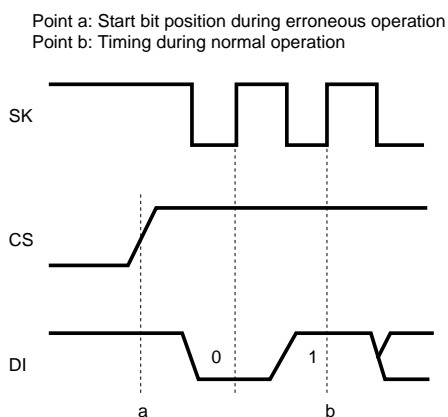 Point a: Start bit position during erroneous operation
Point b: Timing during normal operation
SK
CS
DI
0
1
a
b